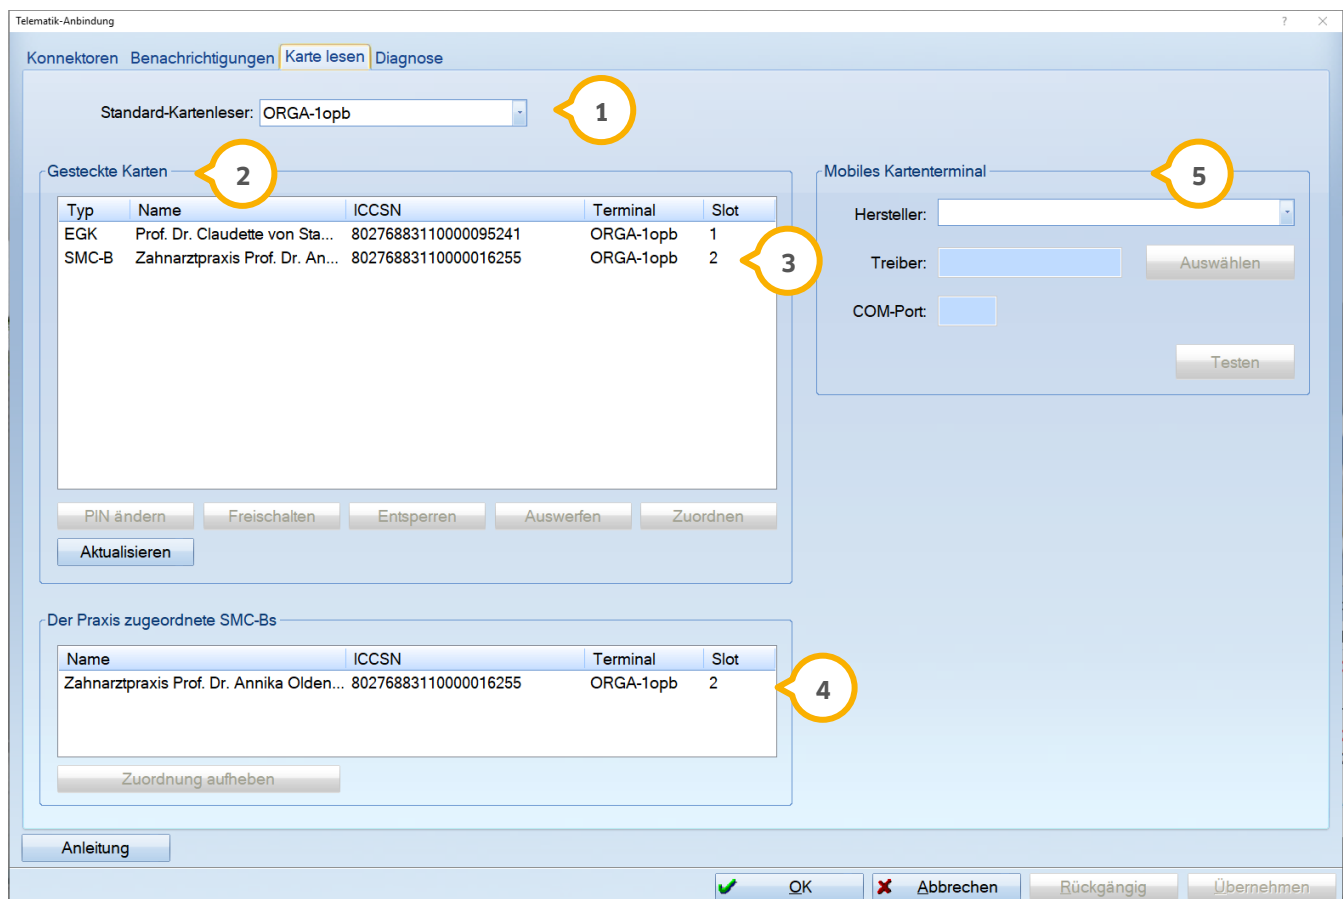 Telematik-Anbindung ? ×
Konnektoren Benachrichtigungen Karte lesen Diagnose
Standard-Kartenleser: ORGA-1opb 1
Gesteckte Karten 2
Typ Name ICCSN Terminal Slot
EGK Prof. Dr. Claudette von Sta... 80276883110000095241 ORGA-1opb 1
SMC-B Zahnarztpraxis Prof. Dr. An... 80276883110000016255 ORGA-1opb 2
3
PIN ändern Freischalten Entsperren Auswerfen Zuordnen
Aktualisieren
Mobiles Kartenterminal 5
Hersteller:
Treiber: Auswählen
COM-Port:
Testen
Der Praxis zugeordnete SMC-Bs
Name ICCSN Terminal Slot
Zahnarztpraxis Prof. Dr. Annika Olden... 80276883110000016255 ORGA-1opb 2
4
Zuordnung aufheben
Anleitung
OK Abbrechen Rückgängig Übernehmen